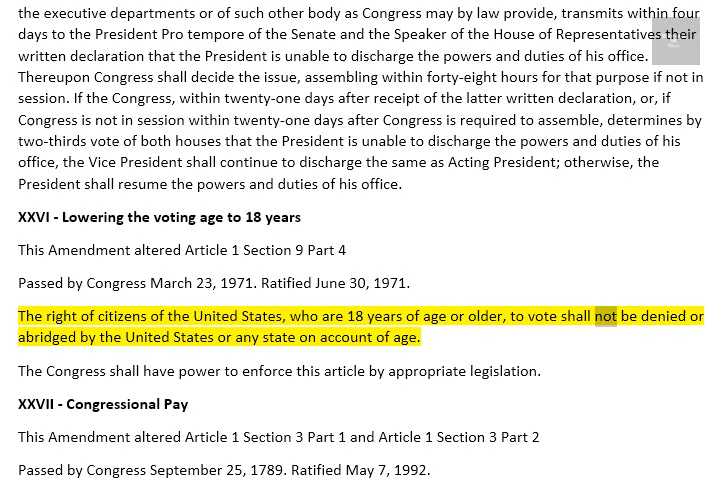 the executive departments or of such other body as Congress may by law provide, transmits within four
days to the President Pro tempore of the Senate and the Speaker of the House of Representatives their
written declaration that the President is unable to discharge the powers and duties of his office.
Thereupon Congress shall decide the issue, assembling within forty-eight hours for that purpose if not in
session. If the Congress, within twenty-one days after receipt of the latter written declaration, or, if
Congress is not in session within twenty-one days after Congress is required to assemble, determines by
two-thirds vote of both houses that the President is unable to discharge the powers and duties of his
office, the Vice President shall continue to discharge the same as Acting President; otherwise, the
President shall resume the powers and duties of his office.
XXVI - Lowering the voting age to 18 years
This Amendment altered Article 1 Section 9 Part 4
Passed by Congress March 23, 1971. Ratified June 30, 1971.
The right of citizens of the United States, who are 18 years of age or older, to vote shall not be denied or
abridged by the United States or any state on account of age.
The Congress shall have power to enforce this article by appropriate legislation.
XXVII - Congressional Pay
This Amendment altered Article 1 Section 3 Part 1 and Article 1 Section 3 Part 2
Passed by Congress September 25, 1789. Ratified May 7, 1992.